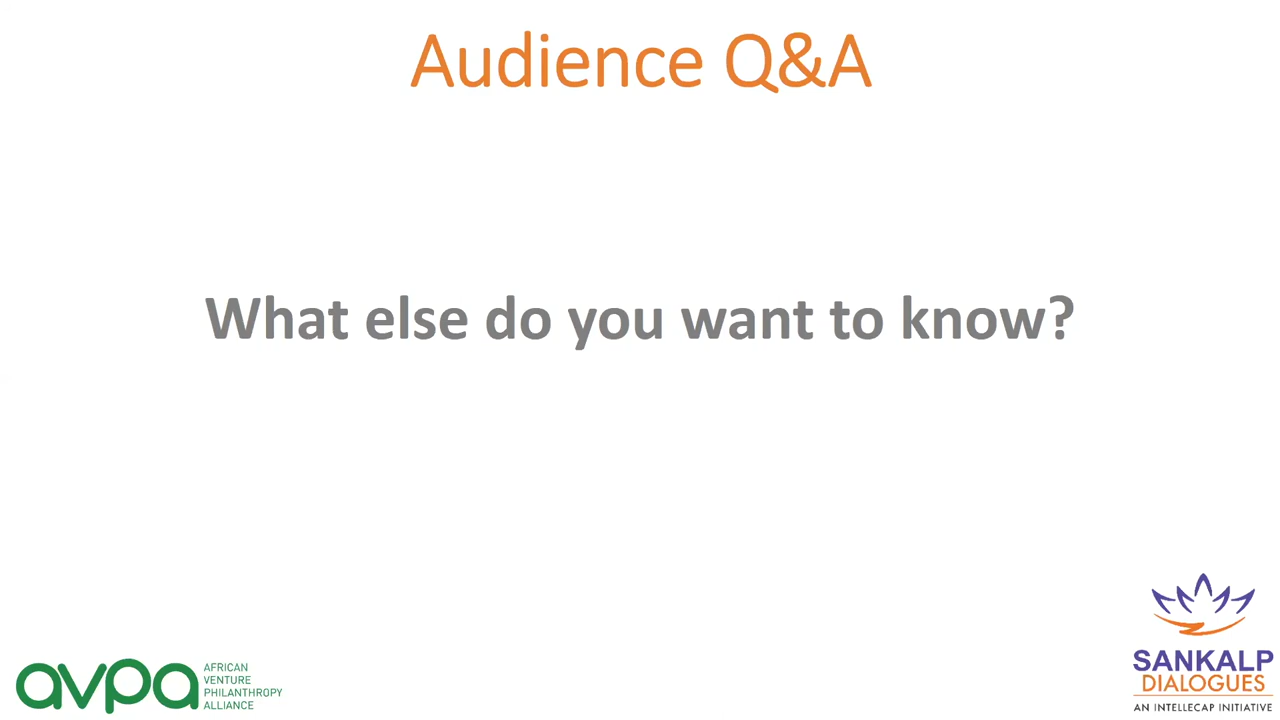 Audience Q&A
What else do you want to know?
avpa
AFRICAN
VENTURE
PHILANTHROPY
ALLIANCE
SANKALP
DIALOGUES
AN INTELLECAP INITIATIVE